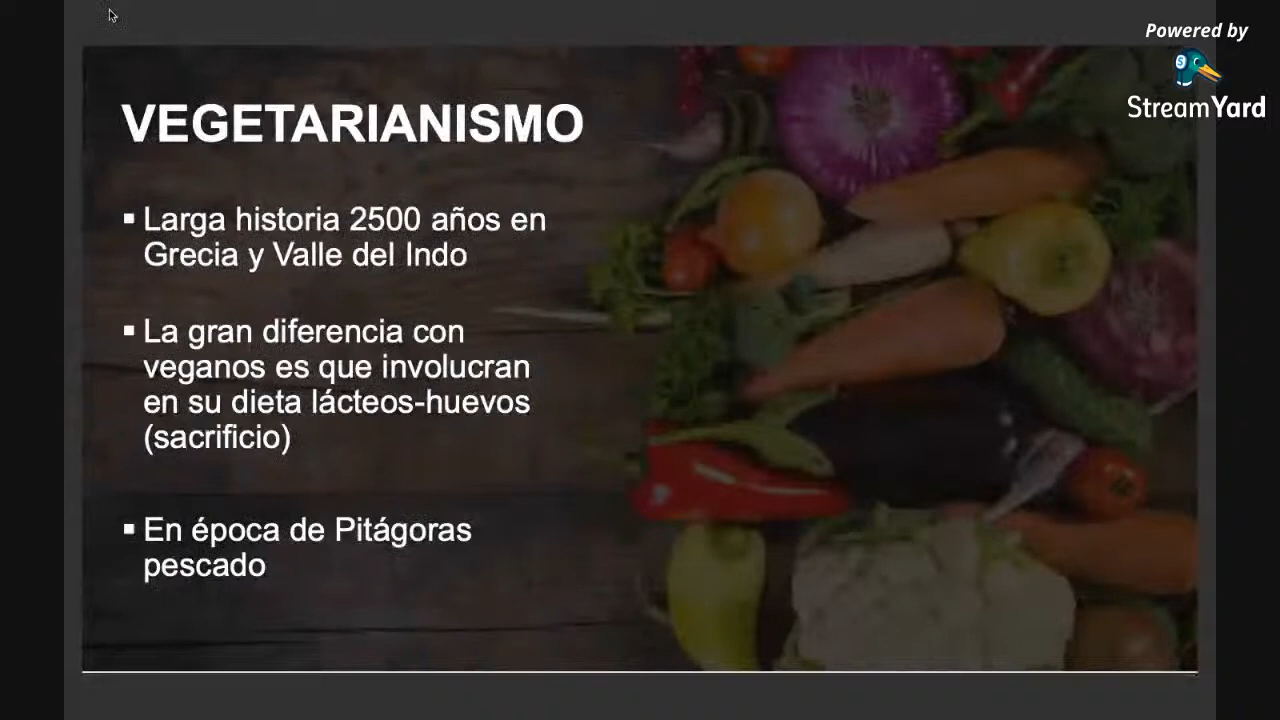 Powered by
StreamYard
VEGETARIANISMO
▪ Larga historia 2500 años en
Grecia y Valle del Indo
▪ La gran diferencia con
veganos es que involucran
en su dieta lácteos-huevos
(sacrificio)
▪ En época de Pitágoras
pescado